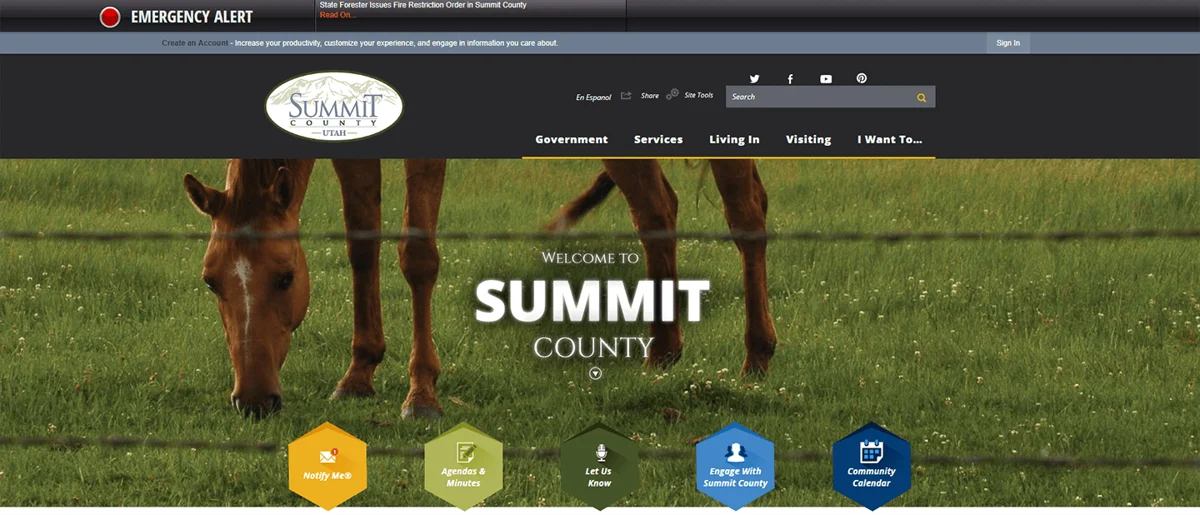 EMERGENCY ALERT
State Forester Issues Fire Restriction Order in Summit County
Read On...
Create an Account - Increase your productivity, customize your experience, and engage in information you care about.
Sign In
SUMMIT
COUNTY
UTAH
En Espanol
Share
Site Tools
Search
Government
Services
Living In
Visiting
I Want To...
WELCOME TO
SUMMIT
COUNTY
1
Notify Me®
Agendas &
Minutes
Let Us
Know
Engage With
Summit County
Community
Calendar